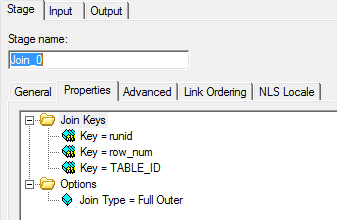 Stage Input Output
Stage name:
Join_0
General Properties Advanced Link Ordering NLS Locale
Join Keys
Key = runid
Key = row_num
Key = TABLE_ID
Options
Join Type = Full Outer